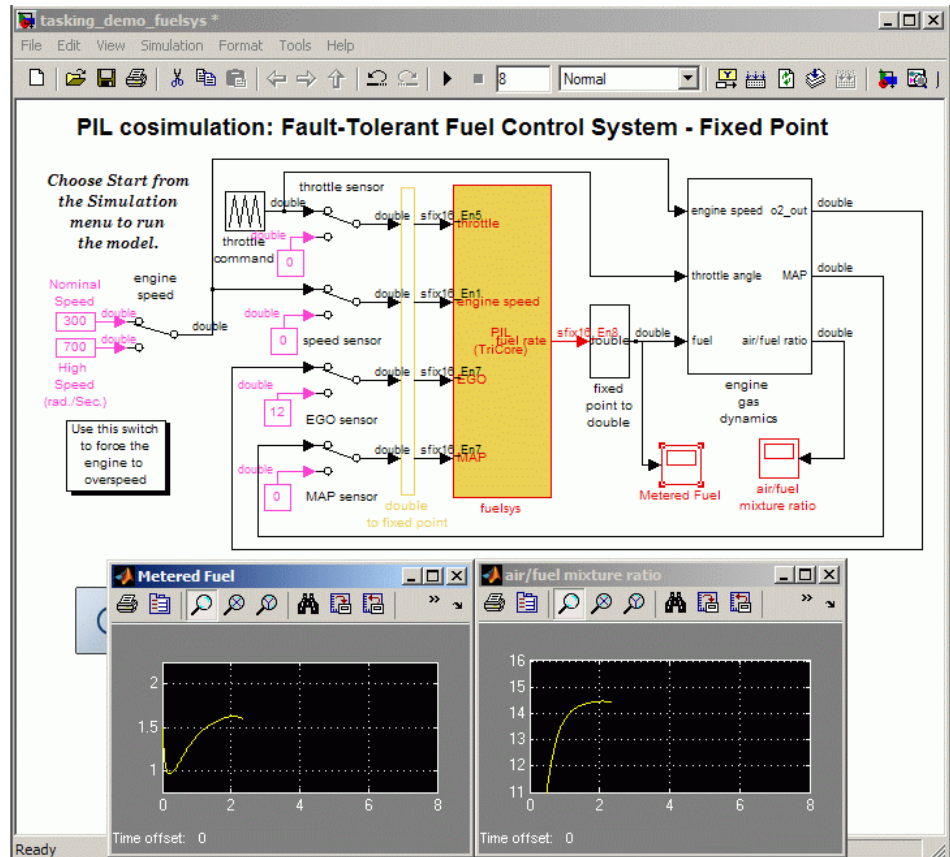 tasking_demo_fuelsys *
File Edit View Simulation Format Tools Help
8 Normal
PIL cosimulation: Fault-Tolerant Fuel Control System - Fixed Point
Choose Start from
the Simulation
menu to run
the model.
throttle sensor
double
double
sfix16_En5
throttle
double
throttle
command
0
engine speed
o2_out
double
throttle angle
MAP
double
fuel
air/fuel ratio
double
engine
gas
dynamics
Nominal
Speed
300
double
engine
speed
double
700
double
High
Speed
(rad./Sec.)
double
sfix16_En1
engine speed
double
0
speed sensor
PIL
(TriCore)
fuel rate
sfix16_En8
double
double
fixed
point to
double
double
sfix16_En7
EGO
double
12
EGO sensor
Use this switch
to force the
engine to
overspeed
double
sfix16_En7
MAP
double
0
MAP sensor
double
to fixed point
fuelsys
Metered Fuel
air/fuel
mixture ratio
Metered Fuel
2
1.5
1
0 2 4 6 8
Time offset: 0
air/fuel mixture ratio
16
15
14
13
12
11
0 2 4 6 8
Time offset: 0
Ready